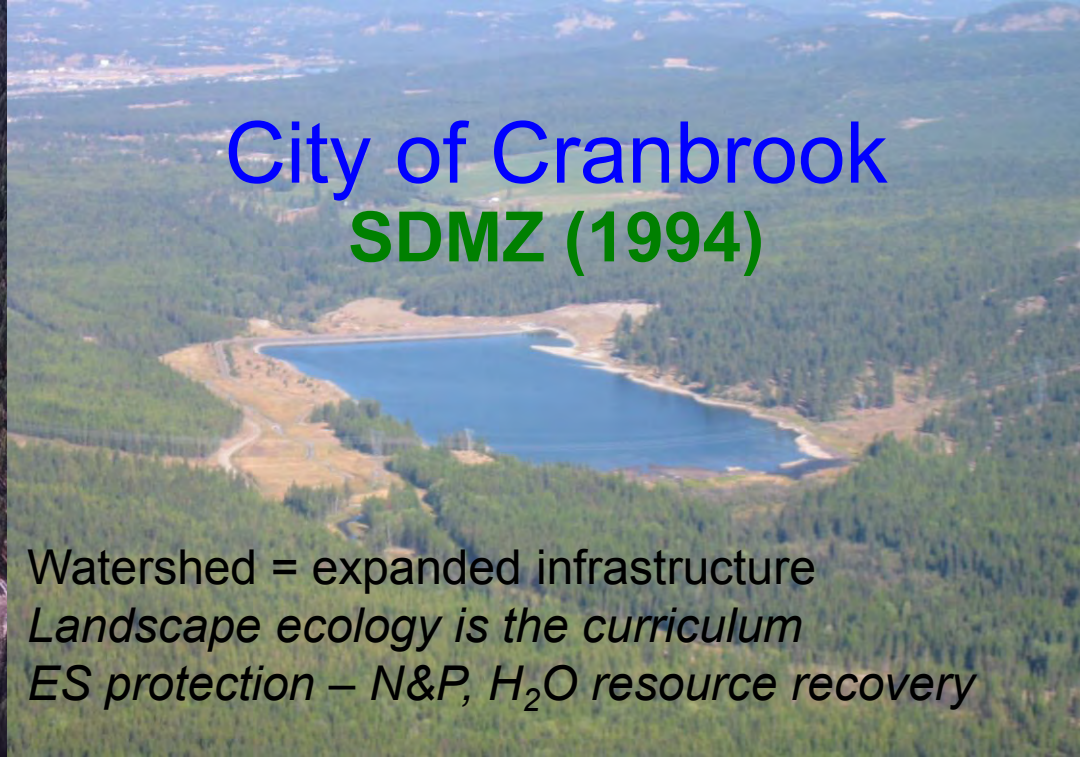 City of Cranbrook
SDMZ (1994)
Watershed = expanded infrastructure
Landscape ecology is the curriculum
ES protection – N&P, H₂O resource recovery